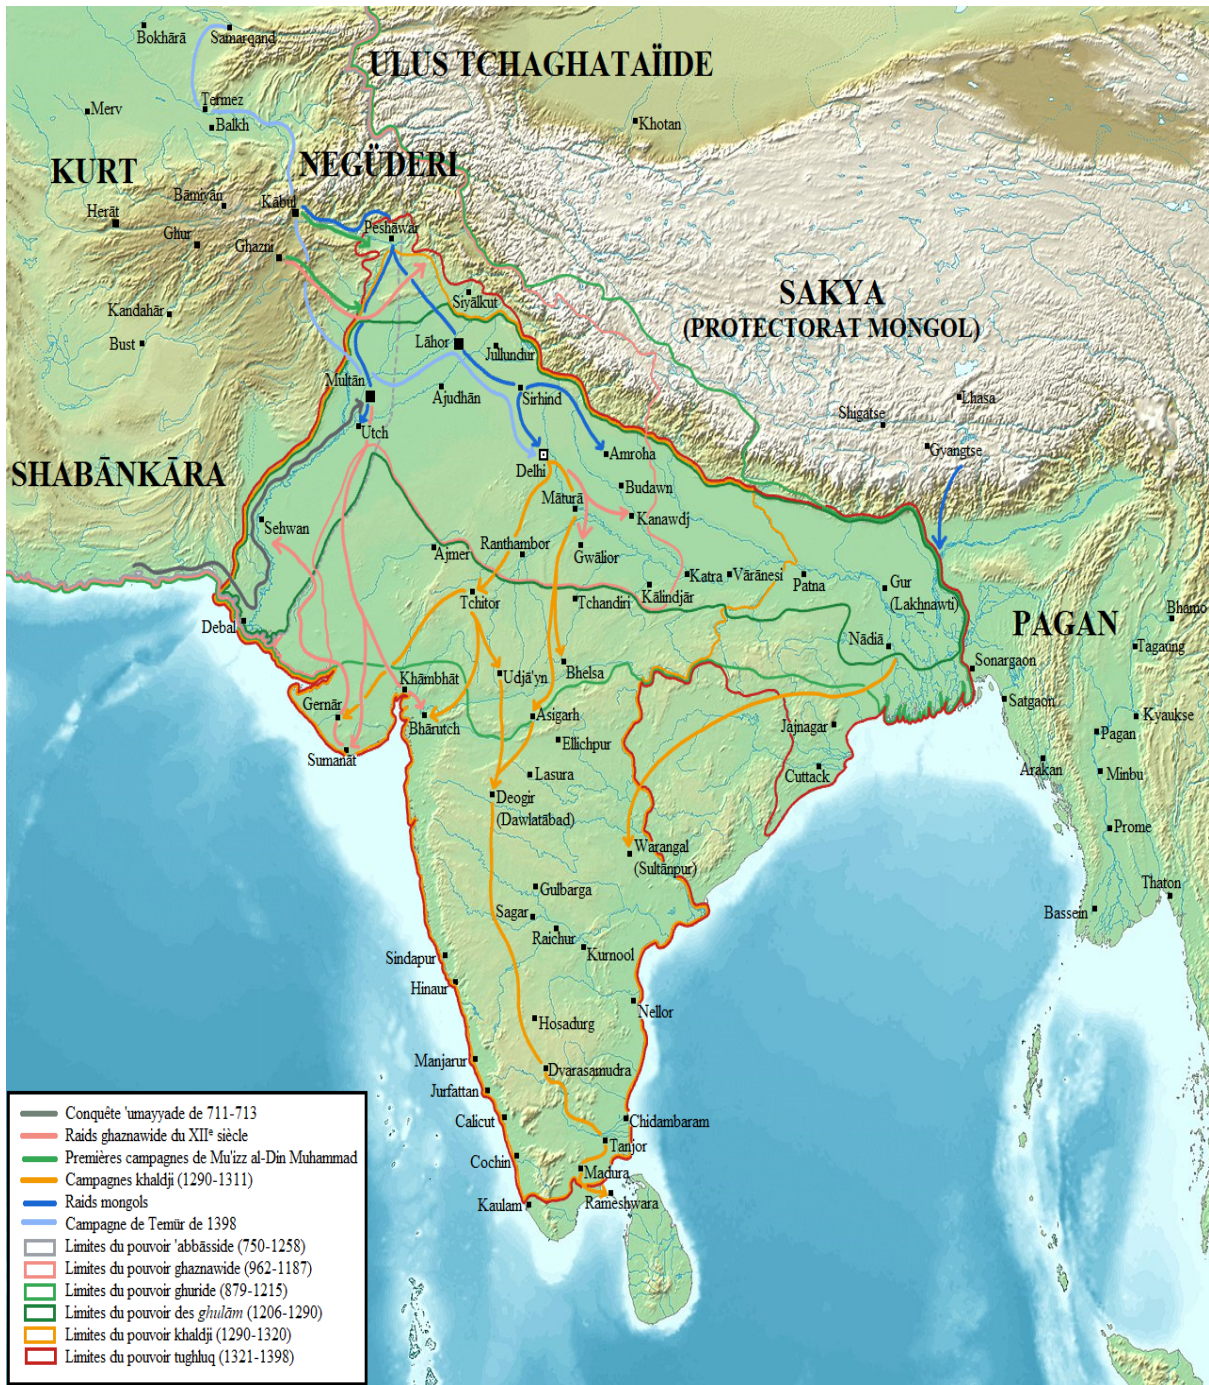 Bokhārā
Samarqand
ULUS TCHAGHATAÏIDE
Termez
Merv
Balkh
Khotan
KURT
NEGÜDERI
Bāmiyān
Kābul
Herāt
Ghur
Peshāwar
Ghazni
SAKYA
(PROTECTORAT MONGOL)
Siyālkut
Kandahār
Bust
Lāhor
Jullundur
Multān
Ajudhān
Sirhind
Lhasa
Shigatse
Utch
Gyangtse
Amroha
SHABĀNKĀRA
Delhi
Budawn
Māturā
Kanawdj
Sehwan
Ranthambor
Gwālior
Ajmer
Katra
Vārānesi
Patna
Gur
(Lakhnawti)
Kālindjār
Tchitor
Tchandiri
Bhamo
Debal
PAGAN
Nādiā
Tagaung
Sonargaon
Khāmbhāt
Udjā'yn
Bhelsa
Satgaon
Gernār
Bhārutch
Asigarh
Jajnagar
Kyaukse
Pagan
Ellichpur
Sumanāt
Lasura
Cuttack
Arakan
Minbu
Deogir
(Dawlatābad)
Prome
Warangal
(Sultānpur)
Gulbarga
Thaton
Sagar
Bassein
Raichur
Kurnool
Sindapur
Hinaur
Nellor
Hosadurg
Manjarur
Dvarasamudra
Jurfattan
Calicut
Chidambaram
Tanjor
Cochin
Madura
Kaulam
Rameshwara
Conquête 'umayyade de 711-713
Raids ghaznawide du XIIe siècle
Premières campagnes de Mu'izz al-Din Muhammad
Campagnes khaldji (1290-1311)
Raids mongols
Campagne de Temür de 1398
Limites du pouvoir 'abbāsside (750-1258)
Limites du pouvoir ghaznawide (962-1187)
Limites du pouvoir ghuride (879-1215)
Limites du pouvoir des ghulām (1206-1290)
Limites du pouvoir khaldji (1290-1320)
Limites du pouvoir tughluq (1321-1398)